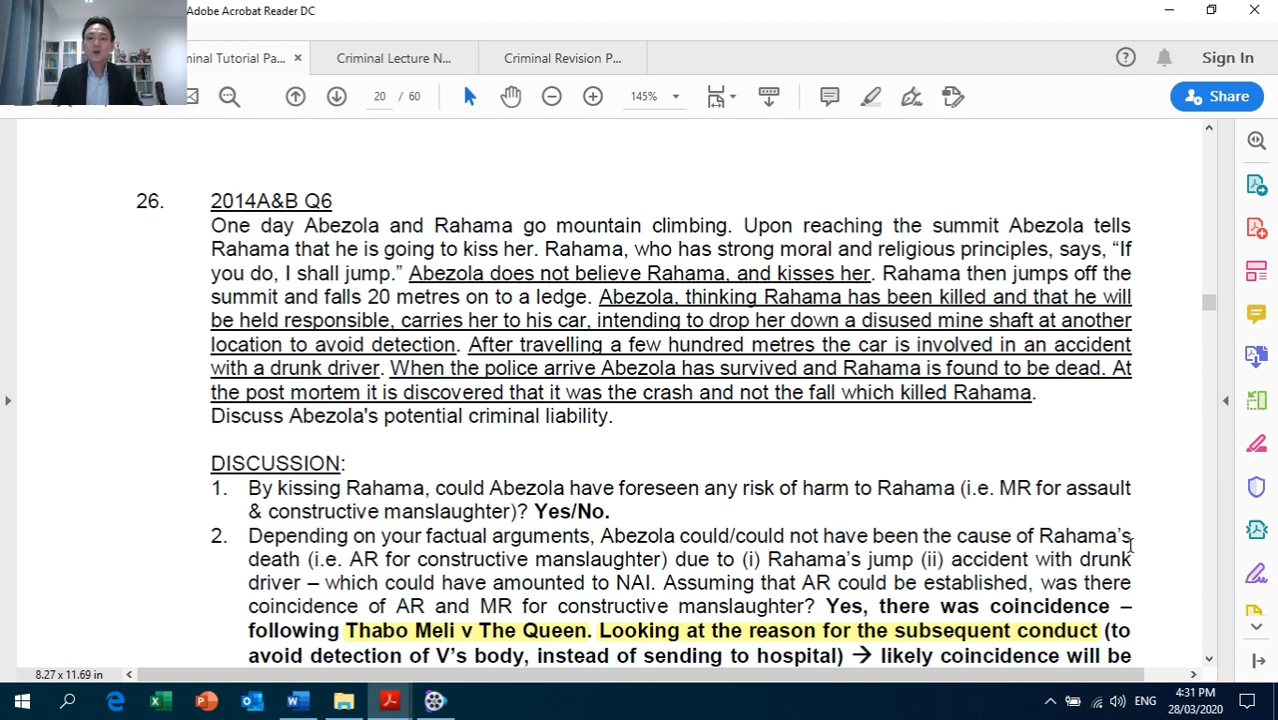 Adobe Acrobat Reader DC
ninal Tutorial Pa... Criminal Lecture N... Criminal Revision P... Sign In
20 / 60 145% Share
26. 2014A&B Q6
One day Abezola and Rahama go mountain climbing. Upon reaching the summit Abezola tells
Rahama that he is going to kiss her. Rahama, who has strong moral and religious principles, says, “If
you do, I shall jump.” Abezola does not believe Rahama, and kisses her. Rahama then jumps off the
summit and falls 20 metres on to a ledge. Abezola, thinking Rahama has been killed and that he will
be held responsible, carries her to his car, intending to drop her down a disused mine shaft at another
location to avoid detection. After travelling a few hundred metres the car is involved in an accident
with a drunk driver. When the police arrive Abezola has survived and Rahama is found to be dead. At
the post mortem it is discovered that it was the crash and not the fall which killed Rahama.
Discuss Abezola's potential criminal liability.
DISCUSSION:
1. By kissing Rahama, could Abezola have foreseen any risk of harm to Rahama (i.e. MR for assault
& constructive manslaughter)? Yes/No.
2. Depending on your factual arguments, Abezola could/could not have been the cause of Rahama’s
death (i.e. AR for constructive manslaughter) due to (i) Rahama’s jump (ii) accident with drunk
driver – which could have amounted to NAI. Assuming that AR could be established, was there
coincidence of AR and MR for constructive manslaughter? Yes, there was coincidence –
following Thabo Meli v The Queen. Looking at the reason for the subsequent conduct (to
avoid detection of V’s body, instead of sending to hospital) → likely coincidence will be
8.27 x 11.69 in
ENG 4:31 PM
28/03/2020